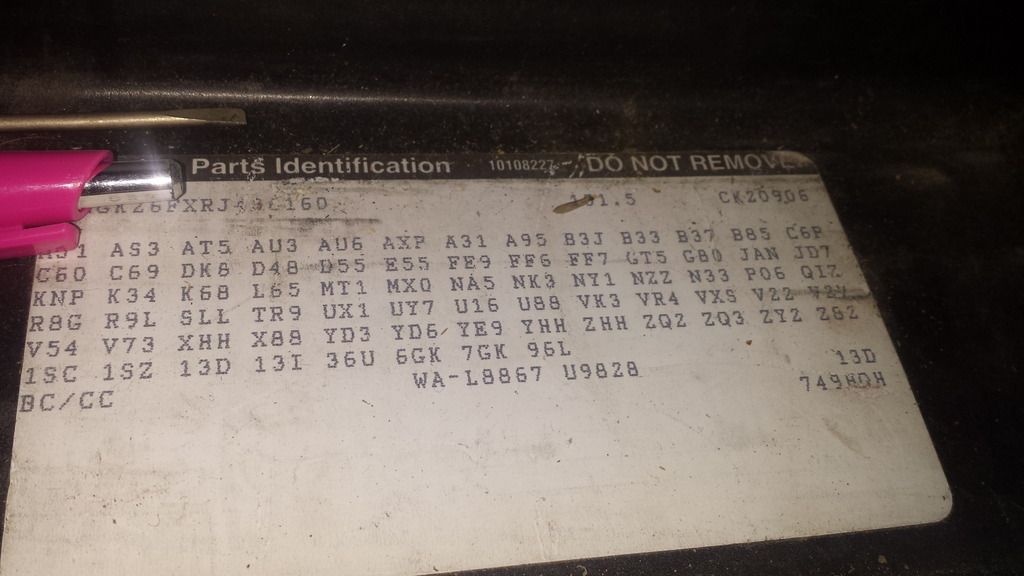 Parts Identification 10108227 DO NOT REMOVE
131.5 CK20906
AS3 AT5 AU3 AU6 AXP A31 A95 B3J B33 B37 B85 C6P
C60 C69 DK8 D48 D55 E55 FE9 FF6 FF7 GT5 G80 JAN JD7
KNP K34 K68 L65 MT1 MX0 NA5 NK3 NY1 NZZ N33 P06 QIZ
R8G R9L SLL TR9 UX1 UY7 U16 U88 VK3 VR4 VXS V22 V27
V54 V73 XHH X88 YD3 YD6 YE9 YHH ZHH ZQ2 ZQ3 ZY2 Z82
1SC 1SZ 13D 13I 36U 6GK 7GK 96L 13D
BC/CC WA-L8867 U9828